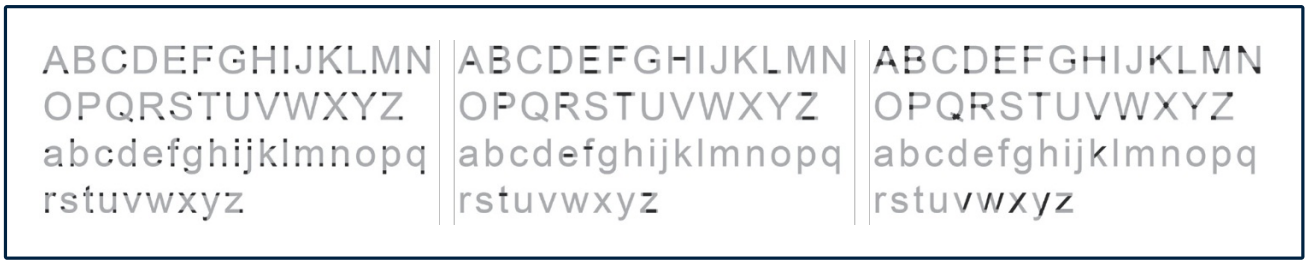 ABCDEFGHIJKLMN
OPQRSTUVWXYZ
abcdefghijklmnopq
rstuvwxyz
ABCDEFGHIJKLMN
OPQRSTUVWXYZ
abcdefghijklmnopq
rstuvwxyz
ABCDEFGHIJKLMN
OPQRSTUVWXYZ
abcdefghijklmnopq
rstuvwxyz